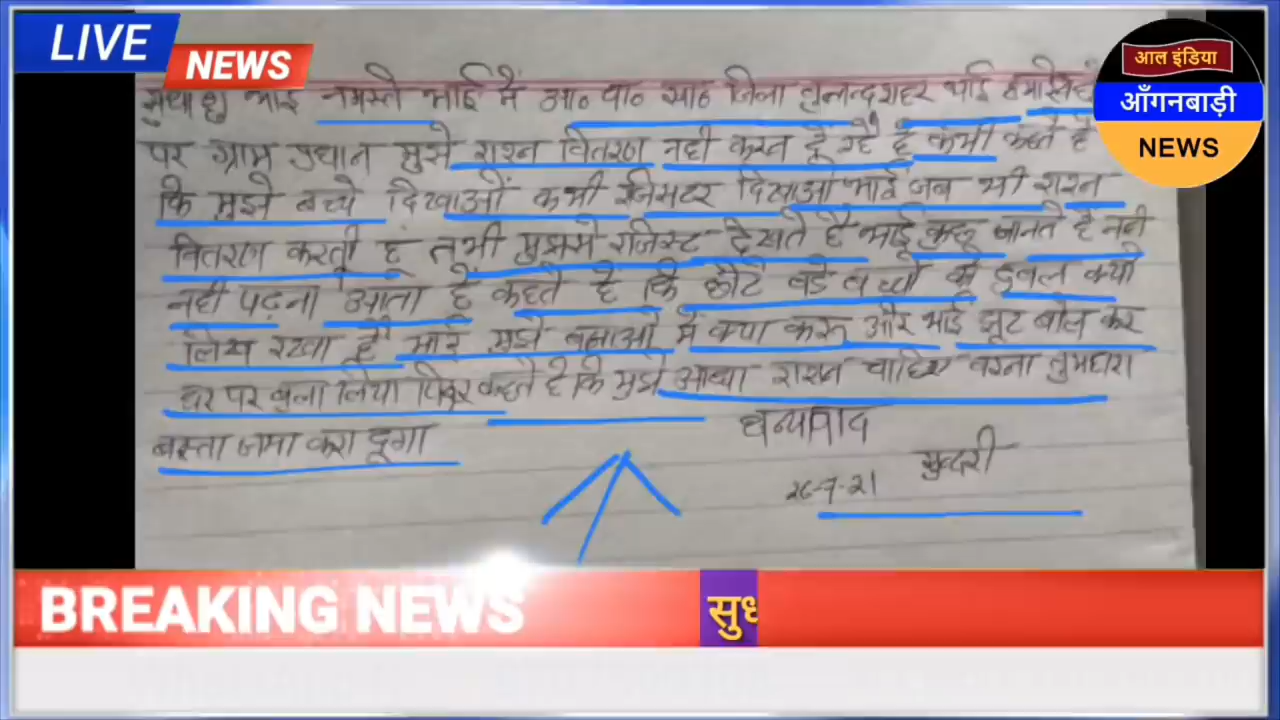 LIVE
NEWS
आल इंडिया
आँगनबाड़ी
NEWS
भाई नमस्ते भाई मैं आ० वा० जिला बुलन्दशहर भाई
पर ग्राम प्रधान मुझे राशन वितरण नही करन दे रहै है कभी कहते है
कि मुझे बच्चे दिखाओं कभी रजिसटर दिखाओ भाई जब भी राशन
वितरण करती हूं तभी मुझसे रजिस्ट देखते है भाई कुछ जानते है नही
नही पढ़ना आता है कहते है कि छोटे बडे बच्चो के डबल क्यो
लिख रखा है भाई मुझे बताओ मैं क्या करू और भाई झूट बोल कर
घर पर बुला लिया फिर कहते है कि मुझे आधा राशन चाहिए वरना तुमहारा
बस्ता जमा करा दूगा
धन्यवाद
सुन्दरी
26-7-21
BREAKING NEWS
सुध